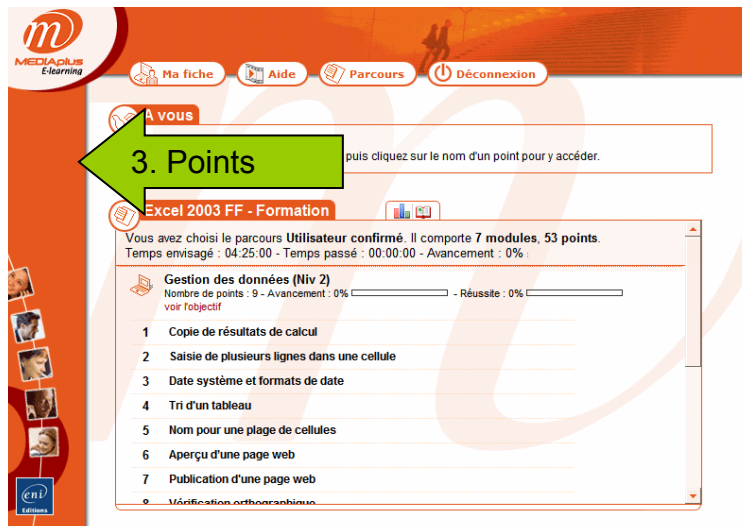 m
MEDIAplus
E-learning
Ma fiche
Aide
Parcours
Déconnexion
A vous
3. Points
puis cliquez sur le nom d'un point pour y accéder.
Excel 2003 FF - Formation
Vous avez choisi le parcours Utilisateur confirmé. Il comporte 7 modules, 53 points.
Temps envisagé : 04:25:00 - Temps passé : 00:00:00 - Avancement : 0%
Gestion des données (Niv 2)
Nombre de points : 9 - Avancement : 0% - Réussite : 0%
voir l'objectif
1 Copie de résultats de calcul
2 Saisie de plusieurs lignes dans une cellule
3 Date système et formats de date
4 Tri d'un tableau
5 Nom pour une plage de cellules
6 Aperçu d'une page web
7 Publication d'une page web
8 Vérification orthographique
eni
Editions